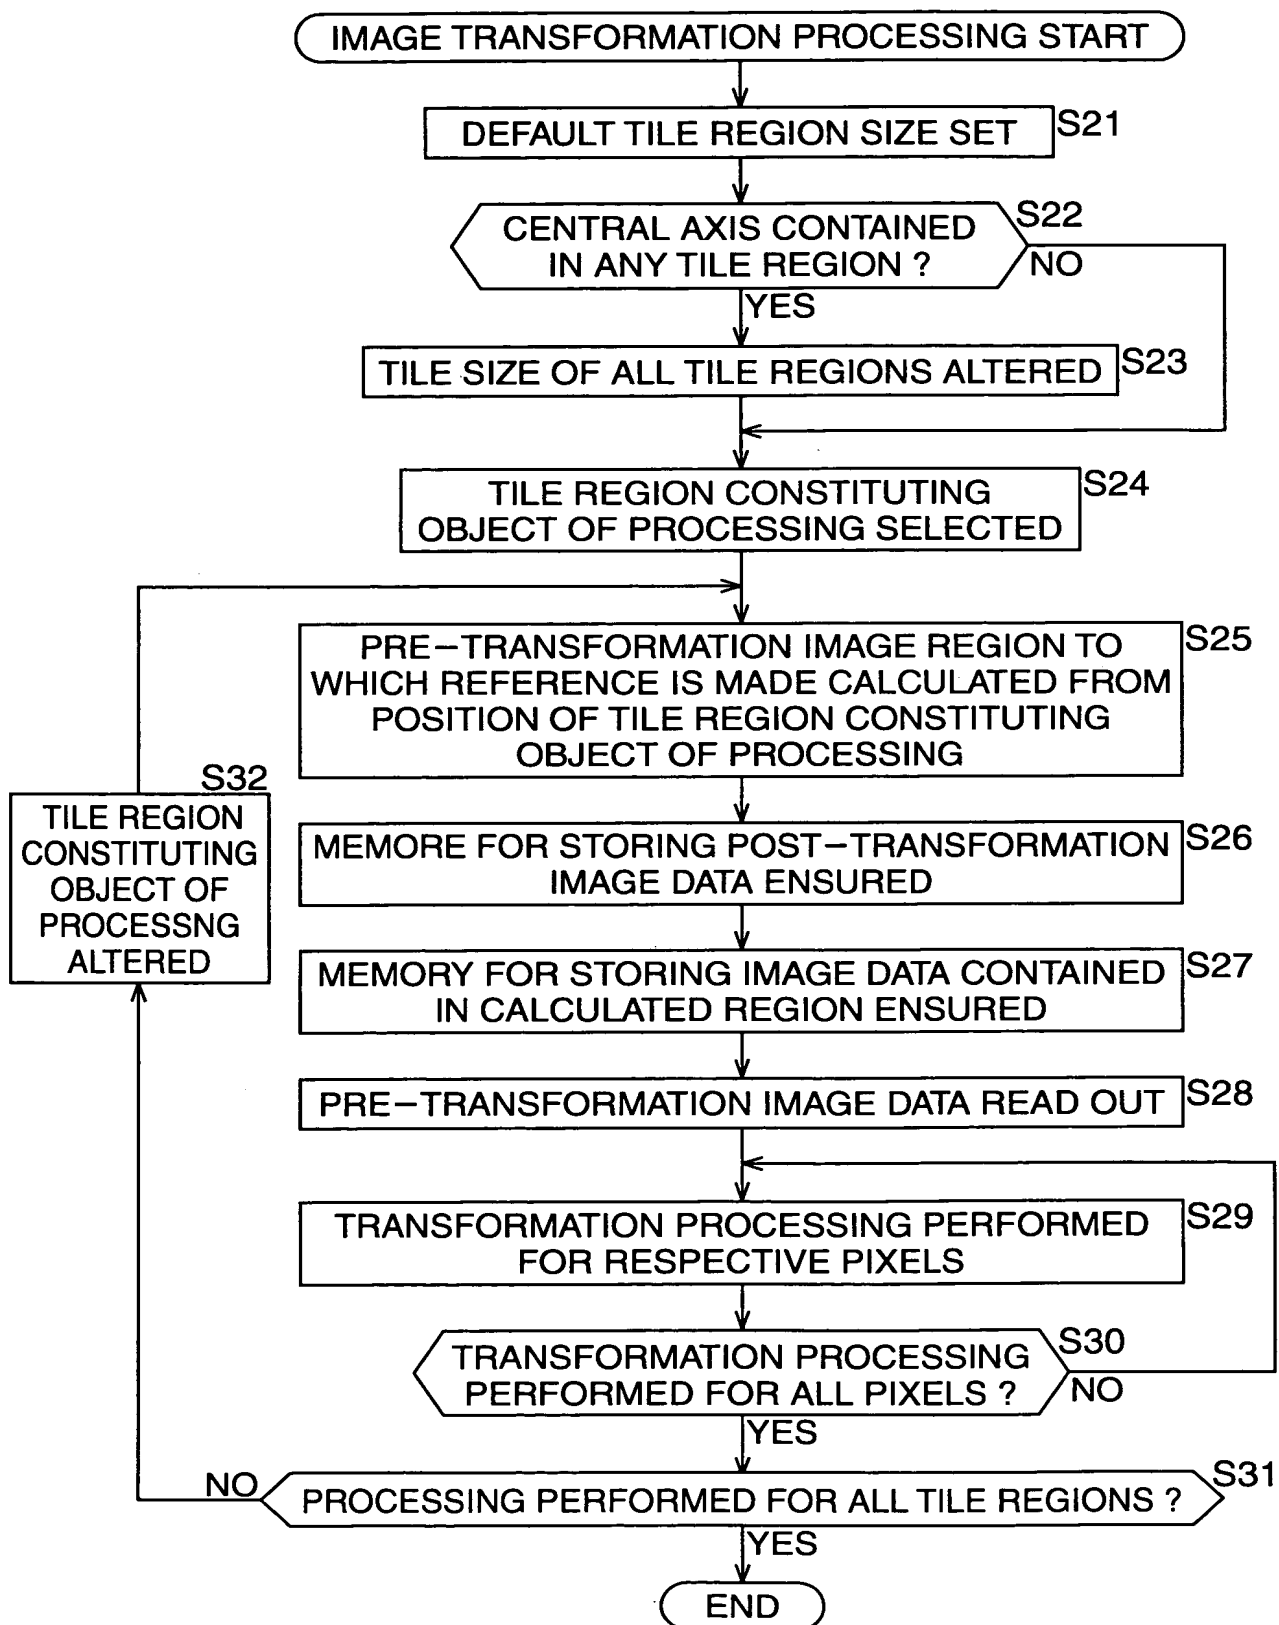 IMAGE TRANSFORMATION PROCESSING START
DEFAULT TILE REGION SIZE SET
S21
CENTRAL AXIS CONTAINED
IN ANY TILE REGION ?
S22
NO
YES
TILE SIZE OF ALL TILE REGIONS ALTERED
S23
TILE REGION CONSTITUTING
OBJECT OF PROCESSING SELECTED
S24
PRE-TRANSFORMATION IMAGE REGION TO
WHICH REFERENCE IS MADE CALCULATED FROM
POSITION OF TILE REGION CONSTITUTING
OBJECT OF PROCESSING
S25
S32
TILE REGION
CONSTITUTING
OBJECT OF
PROCESSNG
ALTERED
MEMORE FOR STORING POST-TRANSFORMATION
IMAGE DATA ENSURED
S26
MEMORY FOR STORING IMAGE DATA CONTAINED
IN CALCULATED REGION ENSURED
S27
PRE-TRANSFORMATION IMAGE DATA READ OUT
S28
TRANSFORMATION PROCESSING PERFORMED
FOR RESPECTIVE PIXELS
S29
TRANSFORMATION PROCESSING
PERFORMED FOR ALL PIXELS ?
S30
NO
YES
NO
PROCESSING PERFORMED FOR ALL TILE REGIONS ?
S31
YES
END